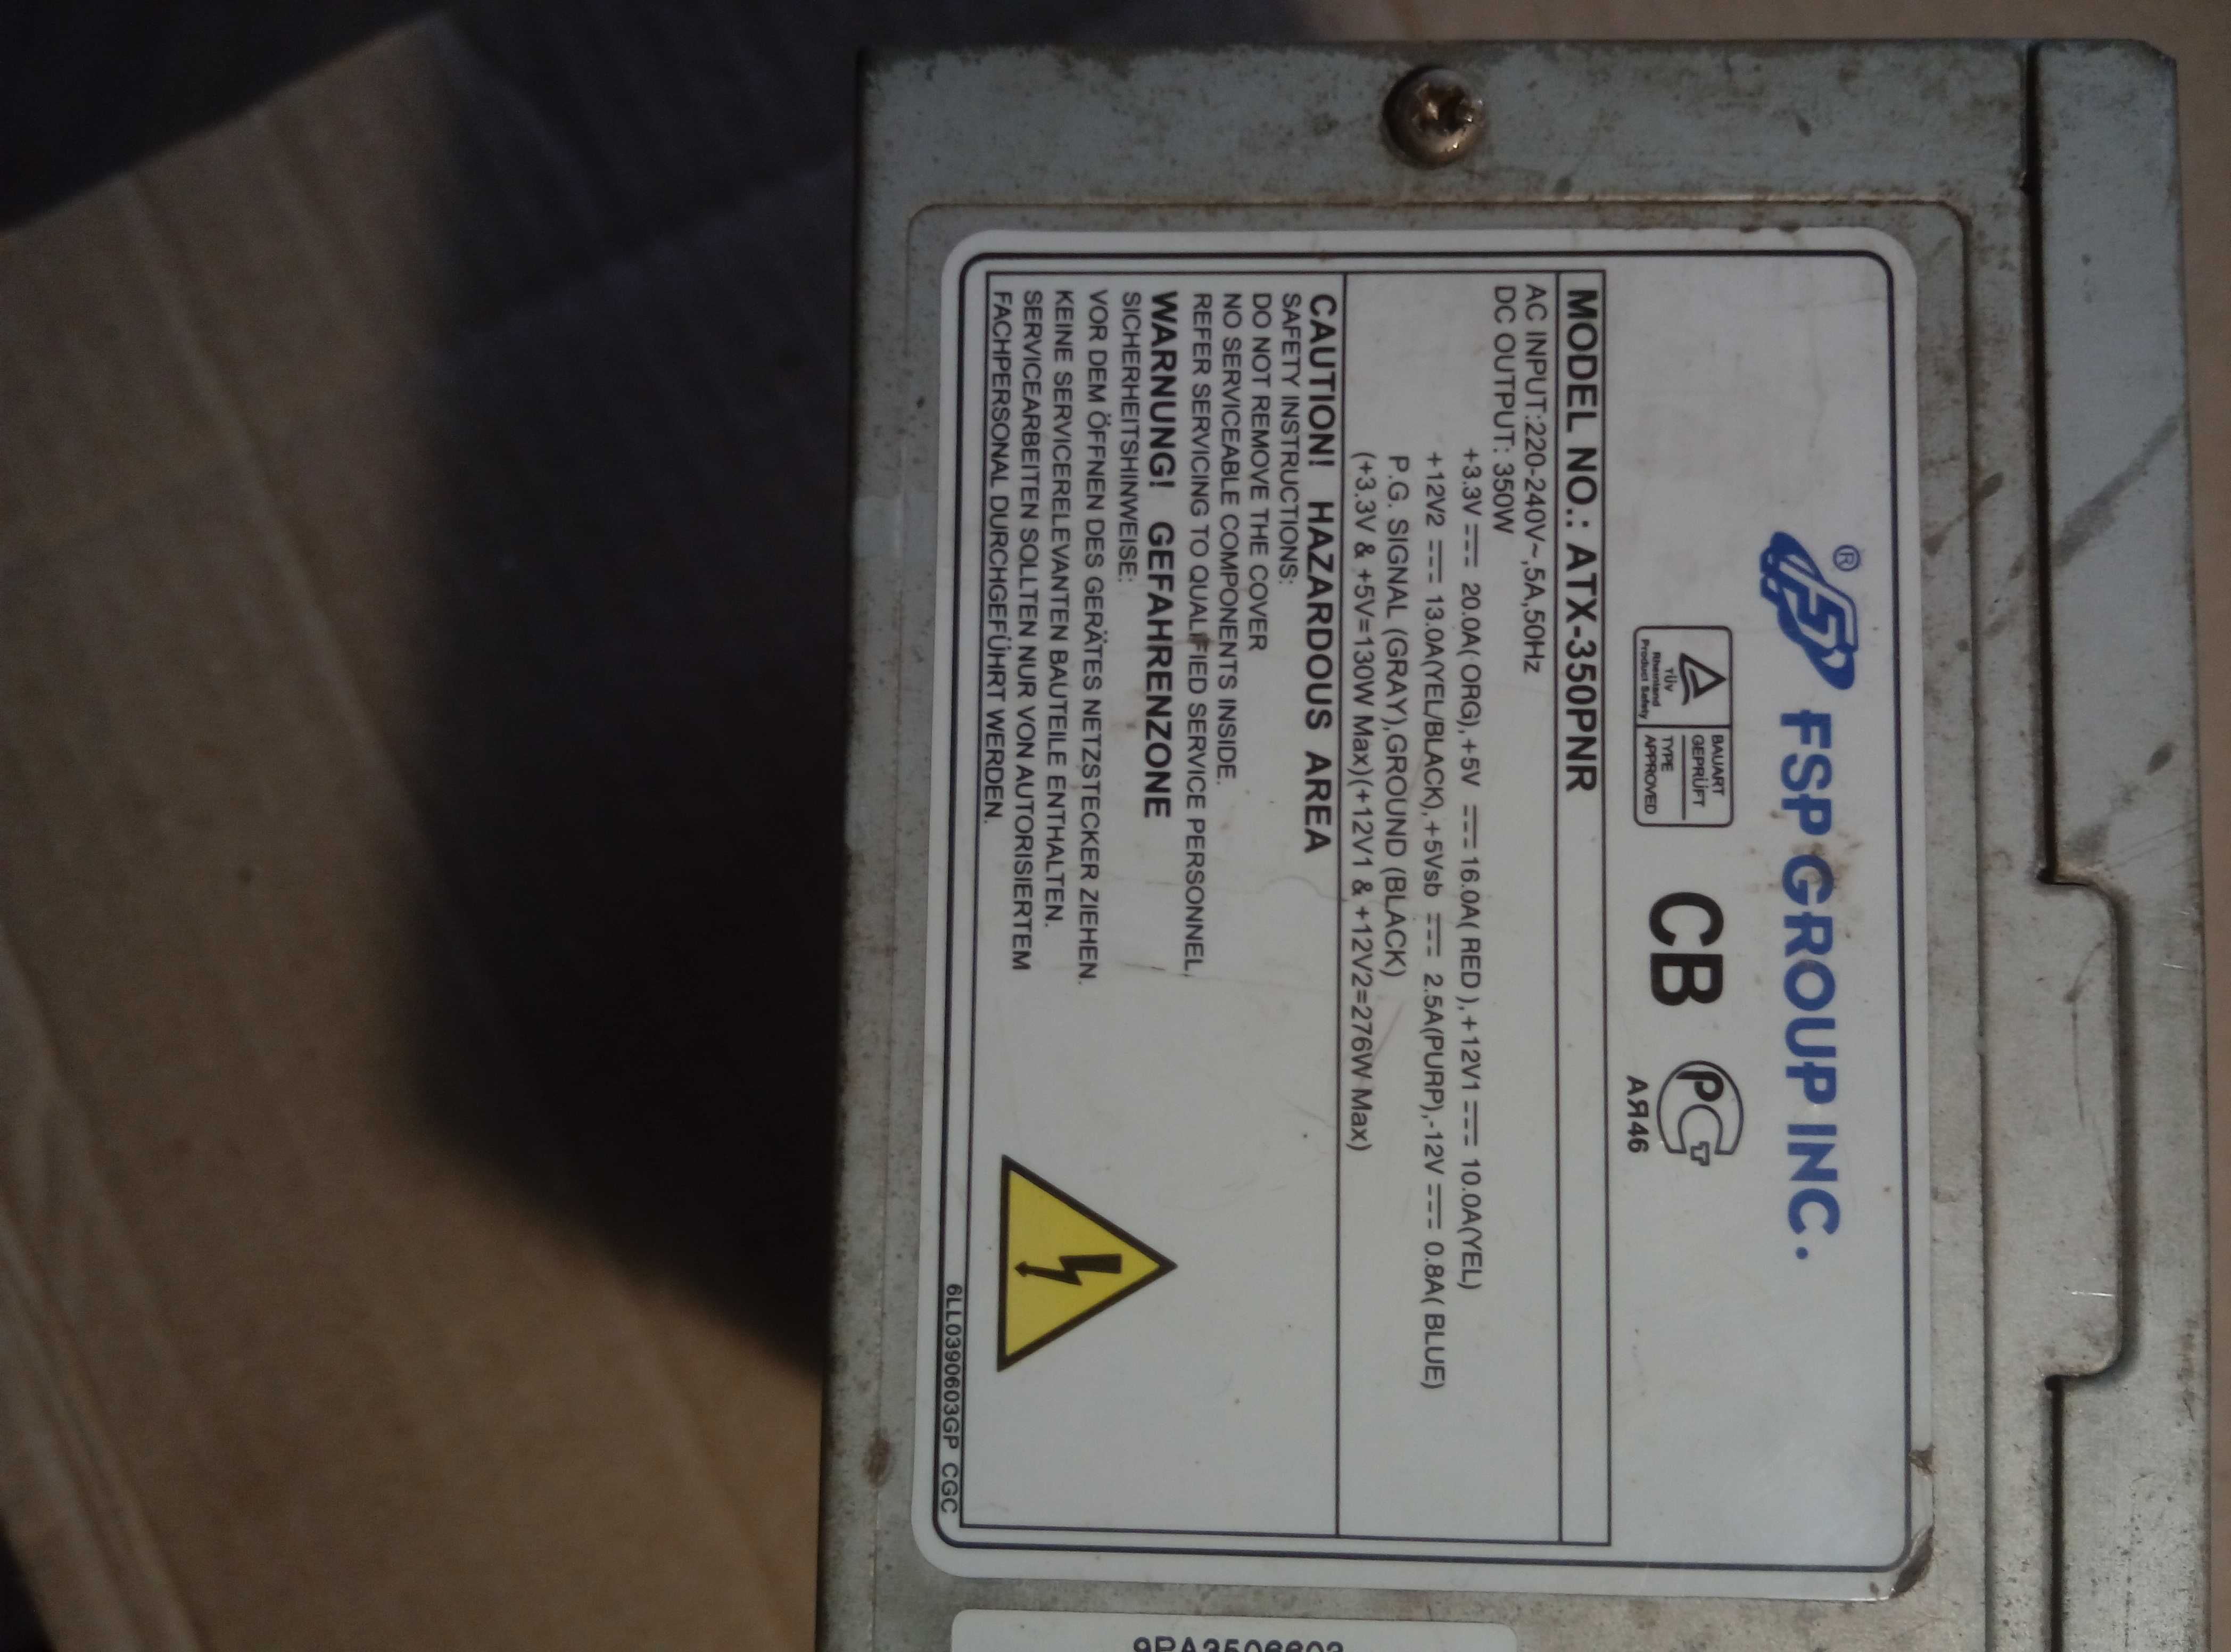 ® FSP GROUP INC.
TÜV
Rheinland
Product Safety
BAUART
GEPRÜFT
TYPE
APPROVED
CB
РСТ
АЯ46
MODEL NO.: ATX-350PNR
AC INPUT:220-240V~,5A,50Hz
DC OUTPUT: 350W
+3.3V ⎓ 20.0A( ORG),+5V ⎓ 16.0A( RED ),+12V1 ⎓ 10.0A(YEL)
+12V2 ⎓ 13.0A(YEL/BLACK),+5Vsb ⎓ 2.5A(PURP),-12V ⎓ 0.8A( BLUE)
P.G. SIGNAL (GRAY),GROUND (BLACK)
(+3.3V & +5V=130W Max)(+12V1 & +12V2=276W Max)
CAUTION! HAZARDOUS AREA
SAFETY INSTRUCTIONS:
DO NOT REMOVE THE COVER
NO SERVICEABLE COMPONENTS INSIDE.
REFER SERVICING TO QUALIFIED SERVICE PERSONNEL.
WARNUNG! GEFAHRENZONE
SICHERHEITSHINWEISE:
VOR DEM ÖFFNEN DES GERÄTES NETZSTECKER ZIEHEN.
KEINE SERVICERELEVANTEN BAUTEILE ENTHALTEN.
SERVICEARBEITEN SOLLTEN NUR VON AUTORISIERTEM
FACHPERSONAL DURCHGEFÜHRT WERDEN.
6LL0390603GP CGC